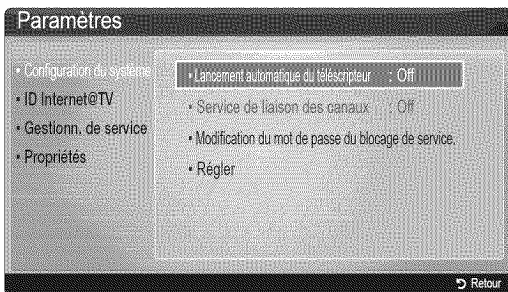 Paramètres
• Configuration du système
• ID Internet@TV
• Gestionn. de service
• Propriétés
• Lancement automatique du téléscripteur : Off
• Service de liaison des canaux : Off
• Modification du mot de passe du blocage de service.
• Régler
Retour